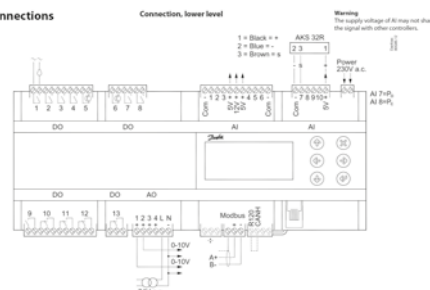 nnections
Connection, lower level
Warning
The supply voltage of AI may not sha
the signal with other controllers.
1 = Black = +
2 = Blue = -
3 = Brown = s
AKS 32R
2 3 1
- s +
Power
230V a.c.
AI 7=P₀
AI 8=P꜀
1 2 3 4 5 6 7 8
Com - 1 2 3 + + + 4 5 6 -
5V 12V 5V Com
Com - 7 8 9 10 +
5V
DO DO AI AI
Danfoss
DO DO AO
9 10 11 12 13
1 2 3 4 L N
Modbus
R120
CANH
0-10V
0-10V
A+
B-